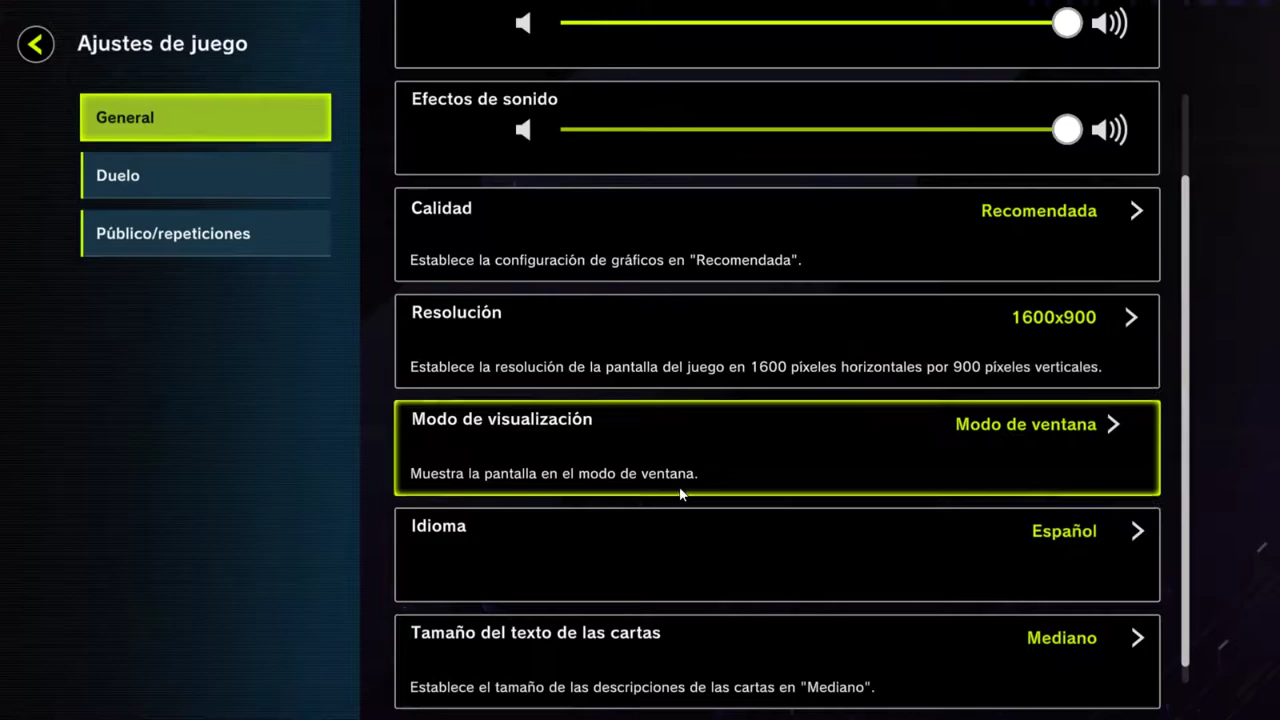 Ajustes de juego
General
Duelo
Público/repeticiones
Efectos de sonido
Calidad
Recomendada
Establece la configuración de gráficos en "Recomendada".
Resolución
1600x900
Establece la resolución de la pantalla del juego en 1600 píxeles horizontales por 900 píxeles verticales.
Modo de visualización
Modo de ventana
Muestra la pantalla en el modo de ventana.
Idioma
Español
Tamaño del texto de las cartas
Mediano
Establece el tamaño de las descripciones de las cartas en "Mediano".